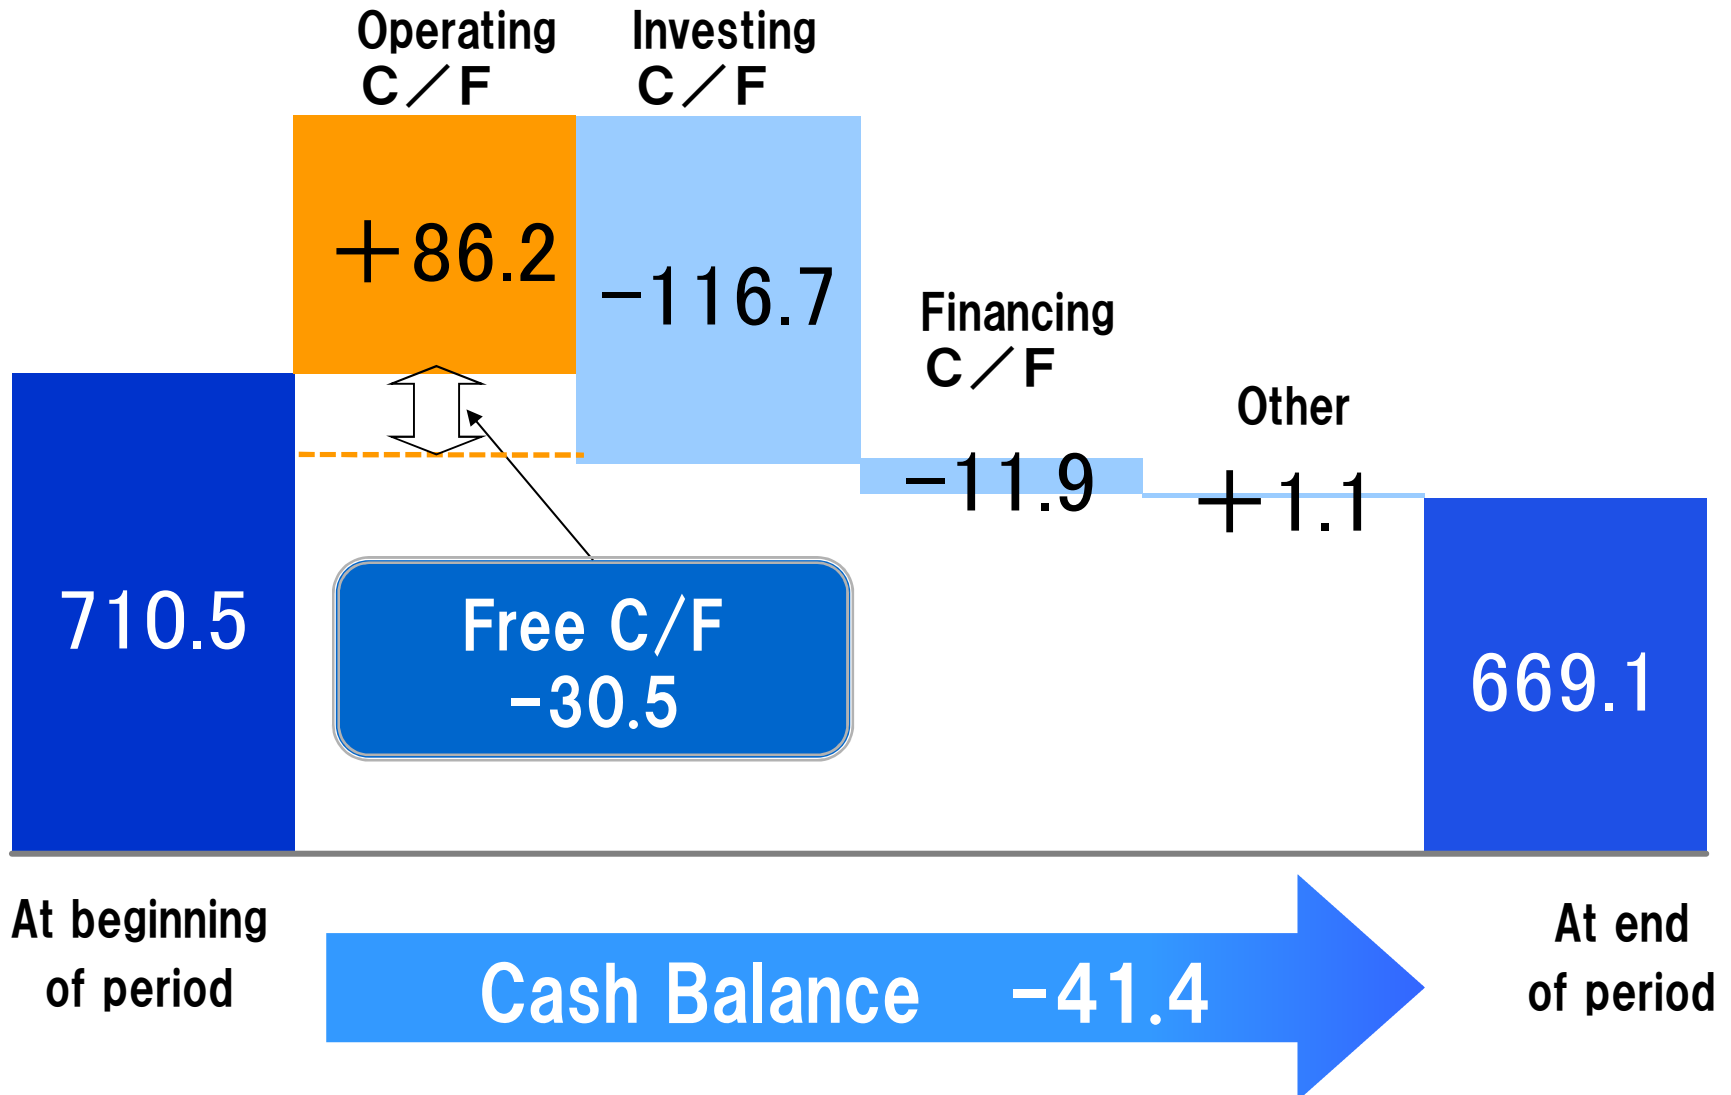 Operating
C／F
Investing
C／F
＋86.2
－116.7
Financing
C／F
－11.9
Other
＋1.1
710.5
Free C/F
-30.5
669.1
At beginning
of period
Cash Balance -41.4
At end
of period